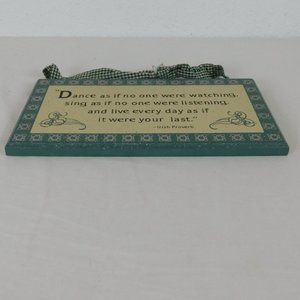 "Dance as if no one were watching,
sing as if no one were listening,
and live every day as if
it were your last."
—Irish Proverb